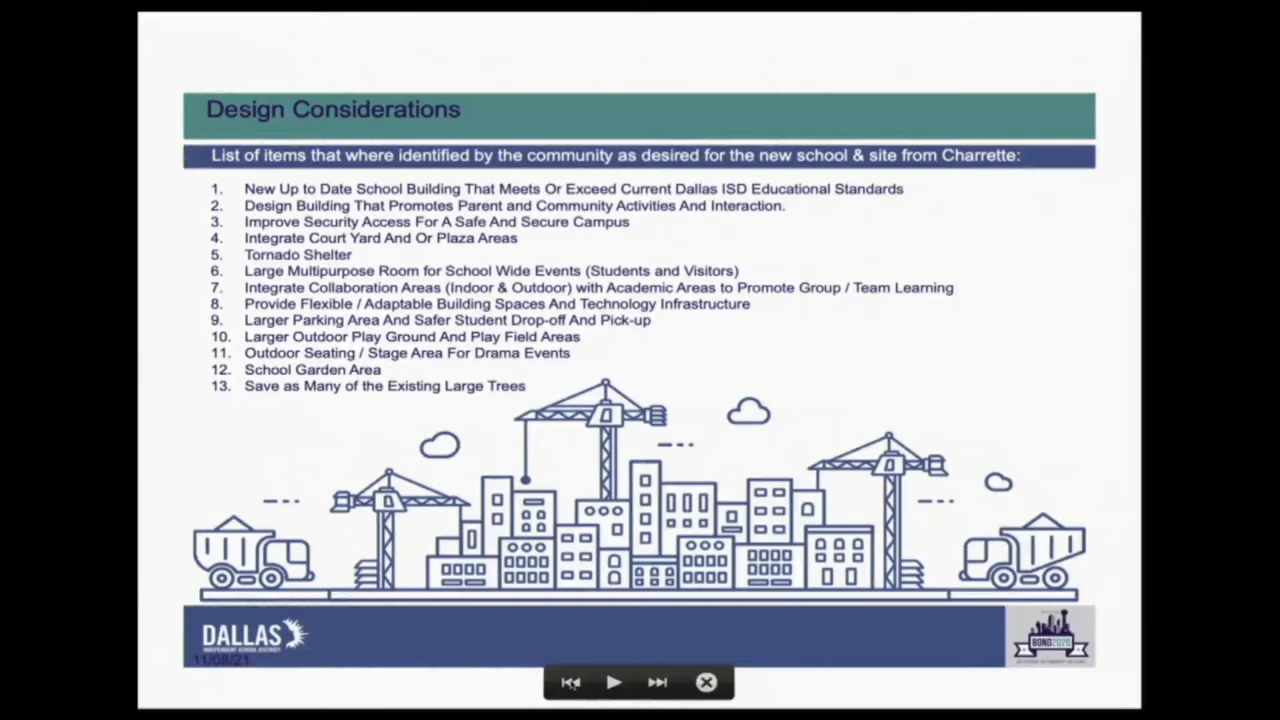 Design Considerations
List of items that where identified by the community as desired for the new school & site from Charrette:
1. New Up to Date School Building That Meets Or Exceed Current Dallas ISD Educational Standards
2. Design Building That Promotes Parent and Community Activities And Interaction.
3. Improve Security Access For A Safe And Secure Campus
4. Integrate Court Yard And Or Plaza Areas
5. Tornado Shelter
6. Large Multipurpose Room for School Wide Events (Students and Visitors)
7. Integrate Collaboration Areas (Indoor & Outdoor) with Academic Areas to Promote Group / Team Learning
8. Provide Flexible / Adaptable Building Spaces And Technology Infrastructure
9. Larger Parking Area And Safer Student Drop-off And Pick-up
10. Larger Outdoor Play Ground And Play Field Areas
11. Outdoor Seating / Stage Area For Drama Events
12. School Garden Area
13. Save as Many of the Existing Large Trees
DALLAS
INDEPENDENT SCHOOL DISTRICT
11/08/21
BOND2020